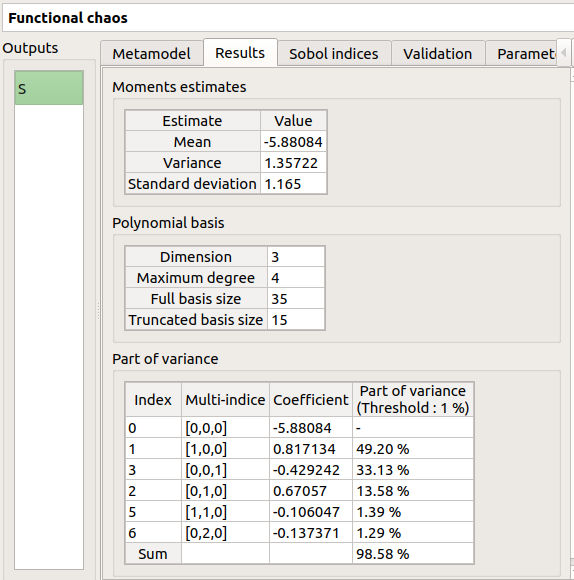 Functional chaos
Outputs
S
Metamodel Results Sobol indices Validation Paramet
Moments estimates
Estimate Value
Mean -5.88084
Variance 1.35722
Standard deviation 1.165
Polynomial basis
Dimension 3
Maximum degree 4
Full basis size 35
Truncated basis size 15
Part of variance
Index Multi-indice Coefficient Part of variance
(Threshold : 1 %)
0 [0,0,0] -5.88084 -
1 [1,0,0] 0.817134 49.20 %
3 [0,0,1] -0.429242 33.13 %
2 [0,1,0] 0.67057 13.58 %
5 [1,1,0] -0.106047 1.39 %
6 [0,2,0] -0.137371 1.29 %
Sum 98.58 %